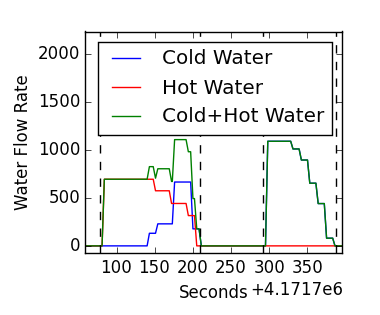 2000
1500
1000
500
0
Water Flow Rate
Cold Water
Hot Water
Cold+Hot Water
100 150 200 250 300 350
Seconds +4.1717e6